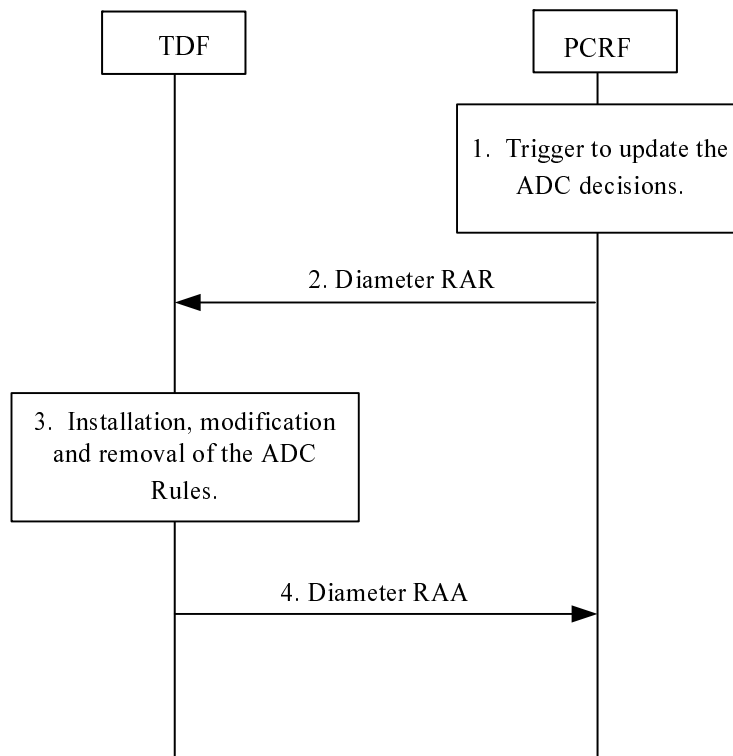 TDF
PCRF
1. Trigger to update the
ADC decisions.
2. Diameter RAR
3. Installation, modification
and removal of the ADC
Rules.
4. Diameter RAA